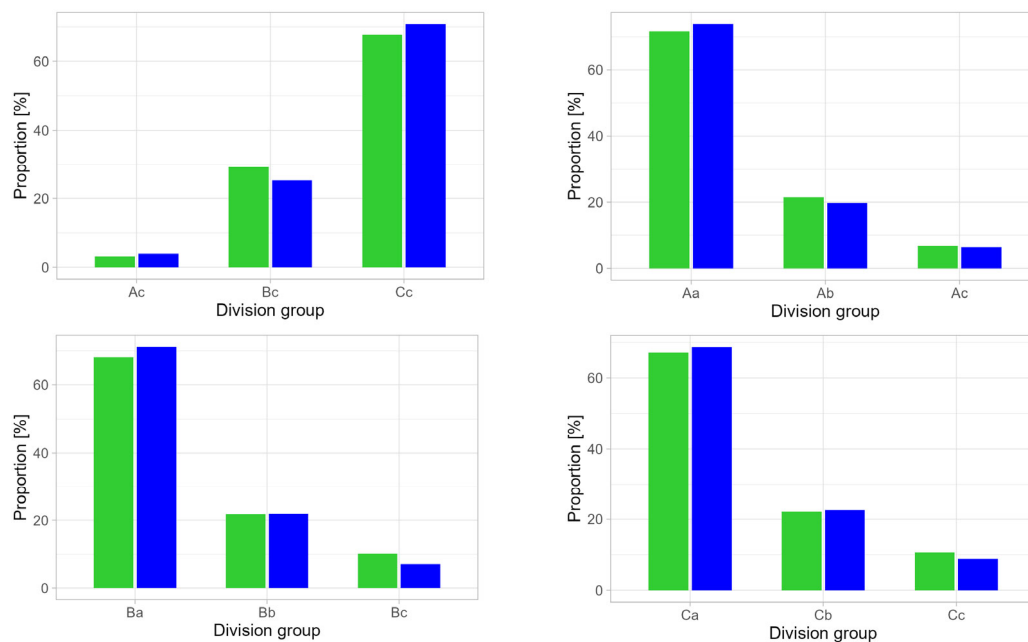 Proportion [%]
60
40
20
0
Ac Bc Cc
Division group
Proportion [%]
60
40
20
0
Aa Ab Ac
Division group
Proportion [%]
60
40
20
0
Ba Bb Bc
Division group
Proportion [%]
60
40
20
0
Ca Cb Cc
Division group